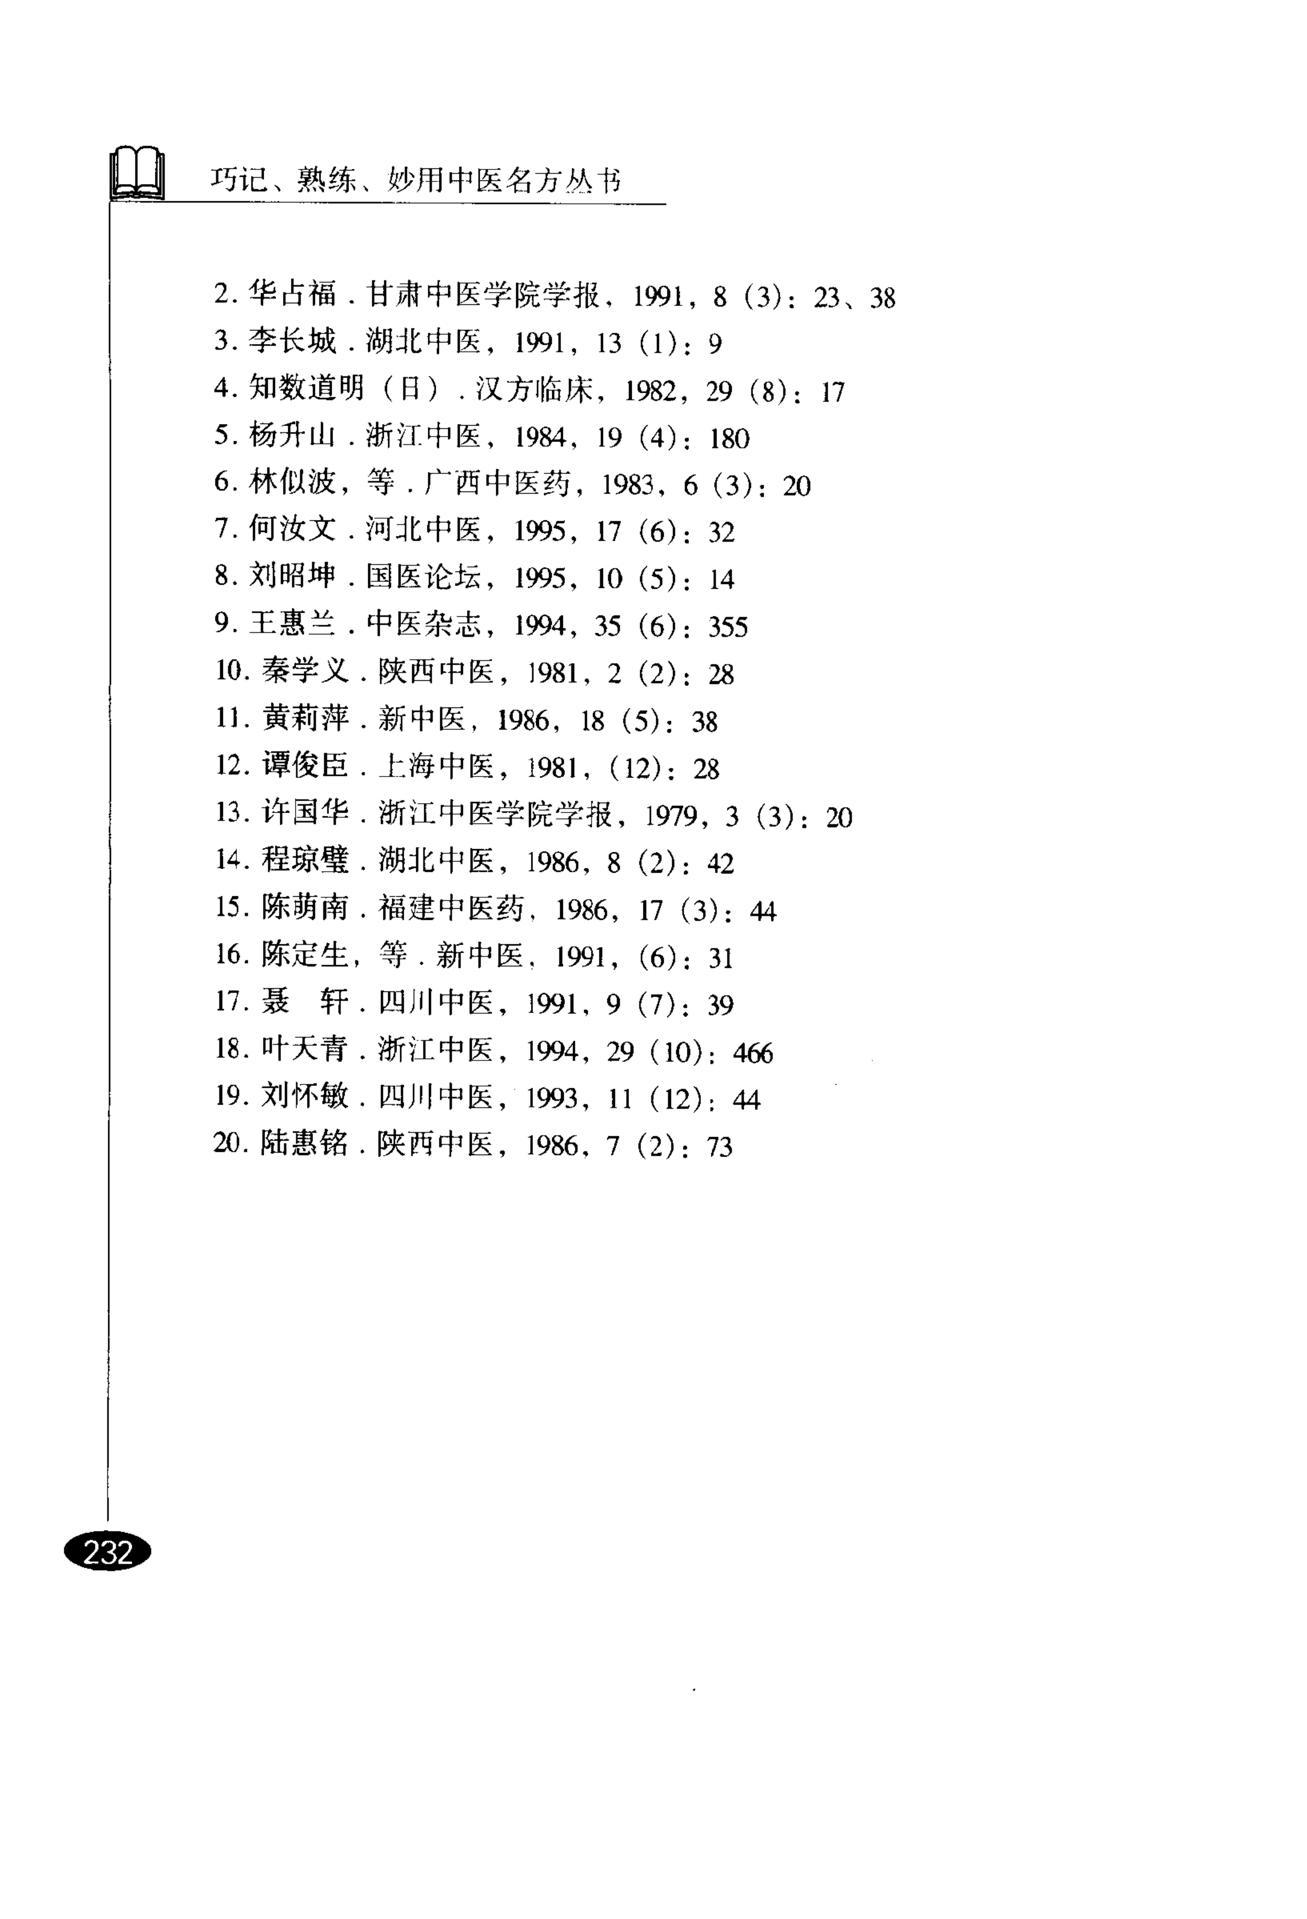 巧记、熟练、妙用中医名方丛书
2. 华占福．甘肃中医学院学报，1991，8（3）：23、38
3. 李长城．湖北中医，1991，13（1）：9
4. 知数道明（日）．汉方临床，1982，29（8）：17
5. 杨升山．浙江中医，1984，19（4）：180
6. 林似波，等．广西中医药，1983，6（3）：20
7. 何汝文．河北中医，1995，17（6）：32
8. 刘昭坤．国医论坛，1995，10（5）：14
9. 王惠兰．中医杂志，1994，35（6）：355
10. 秦学义．陕西中医，1981，2（2）：28
11. 黄莉萍．新中医，1986，18（5）：38
12. 谭俊臣．上海中医，1981，（12）：28
13. 许国华．浙江中医学院学报，1979，3（3）：20
14. 程琼璧．湖北中医，1986，8（2）：42
15. 陈萌南．福建中医药，1986，17（3）：44
16. 陈定生，等．新中医，1991，（6）：31
17. 聂　轩．四川中医，1991，9（7）：39
18. 叶天青．浙江中医，1994，29（10）：466
19. 刘怀敏．四川中医，1993，11（12）：44
20. 陆惠铭．陕西中医，1986，7（2）：73
232